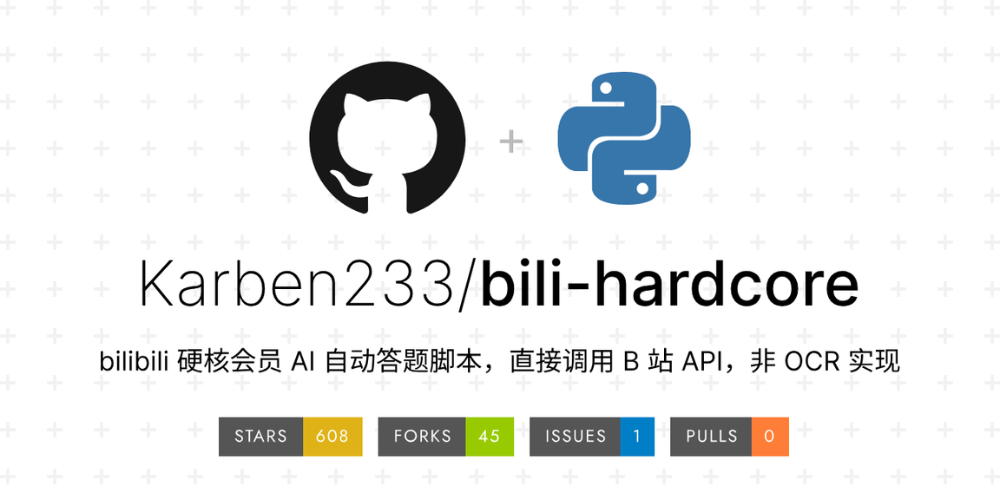 Karben233/bili-hardcore
bilibili 硬核会员 AI 自动答题脚本，直接调用 B 站 API，非 OCR 实现
STARS 608 FORKS 45 ISSUES 1 PULLS 0